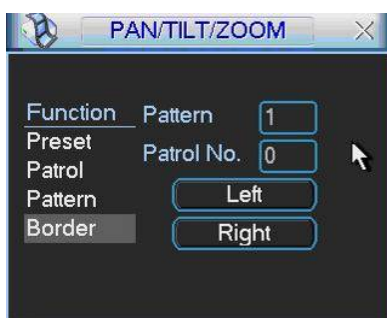 PAN/TILT/ZOOM
Function
Preset
Patrol
Pattern
Border
Pattern 1
Patrol No. 0
Left
Right